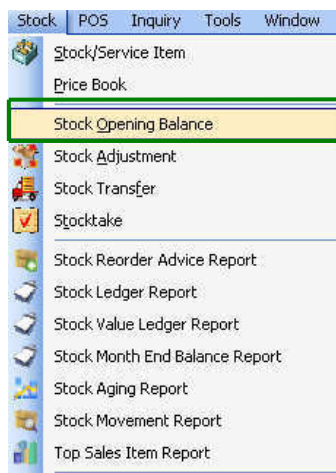 Stock POS Inquiry Tools Window
Stock/Service Item
Price Book
Stock Opening Balance
Stock Adjustment
Stock Transfer
Stocktake
Stock Reorder Advice Report
Stock Ledger Report
Stock Value Ledger Report
Stock Month End Balance Report
Stock Aging Report
Stock Movement Report
Top Sales Item Report